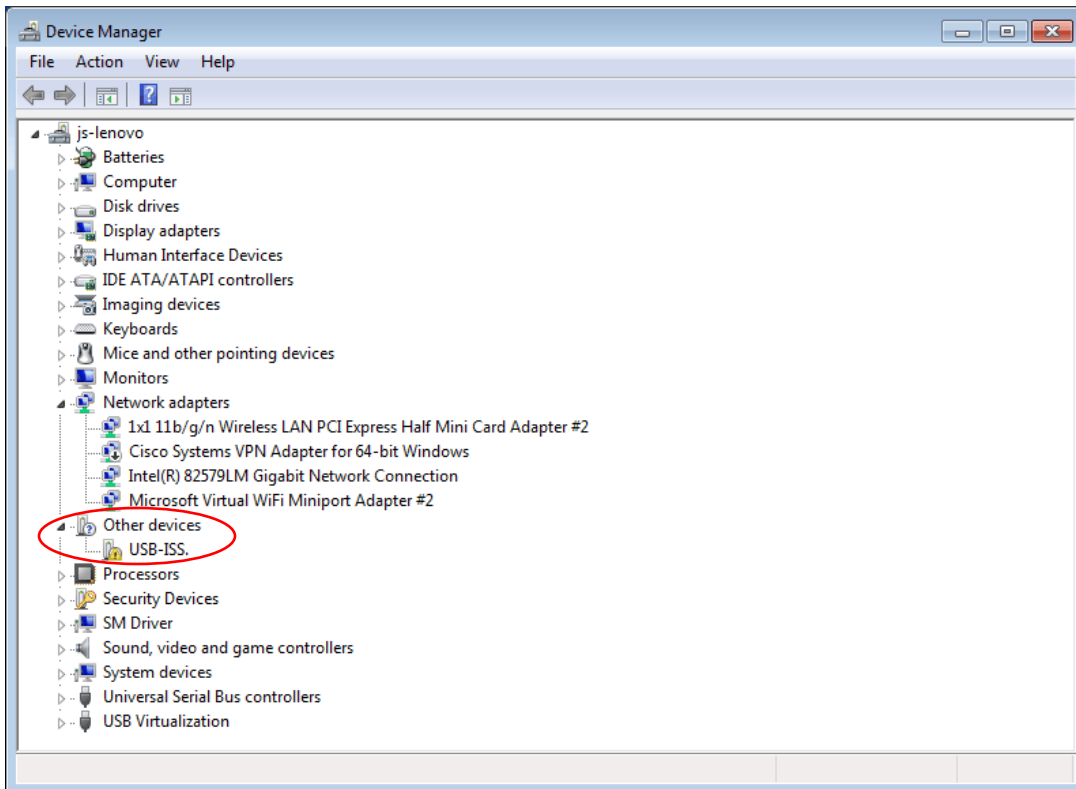 Device Manager
File Action View Help
js-lenovo
Batteries
Computer
Disk drives
Display adapters
Human Interface Devices
IDE ATA/ATAPI controllers
Imaging devices
Keyboards
Mice and other pointing devices
Monitors
Network adapters
1x1 11b/g/n Wireless LAN PCI Express Half Mini Card Adapter #2
Cisco Systems VPN Adapter for 64-bit Windows
Intel(R) 82579LM Gigabit Network Connection
Microsoft Virtual WiFi Miniport Adapter #2
Other devices
USB-ISS.
Processors
Security Devices
SM Driver
Sound, video and game controllers
System devices
Universal Serial Bus controllers
USB Virtualization